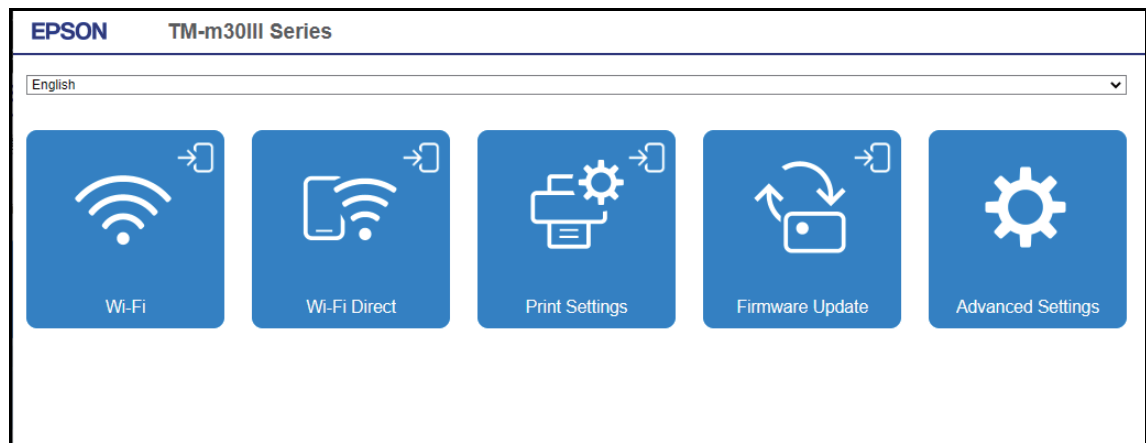 EPSON TM-m30III Series
English
Wi-Fi Wi-Fi Direct Print Settings Firmware Update Advanced Settings